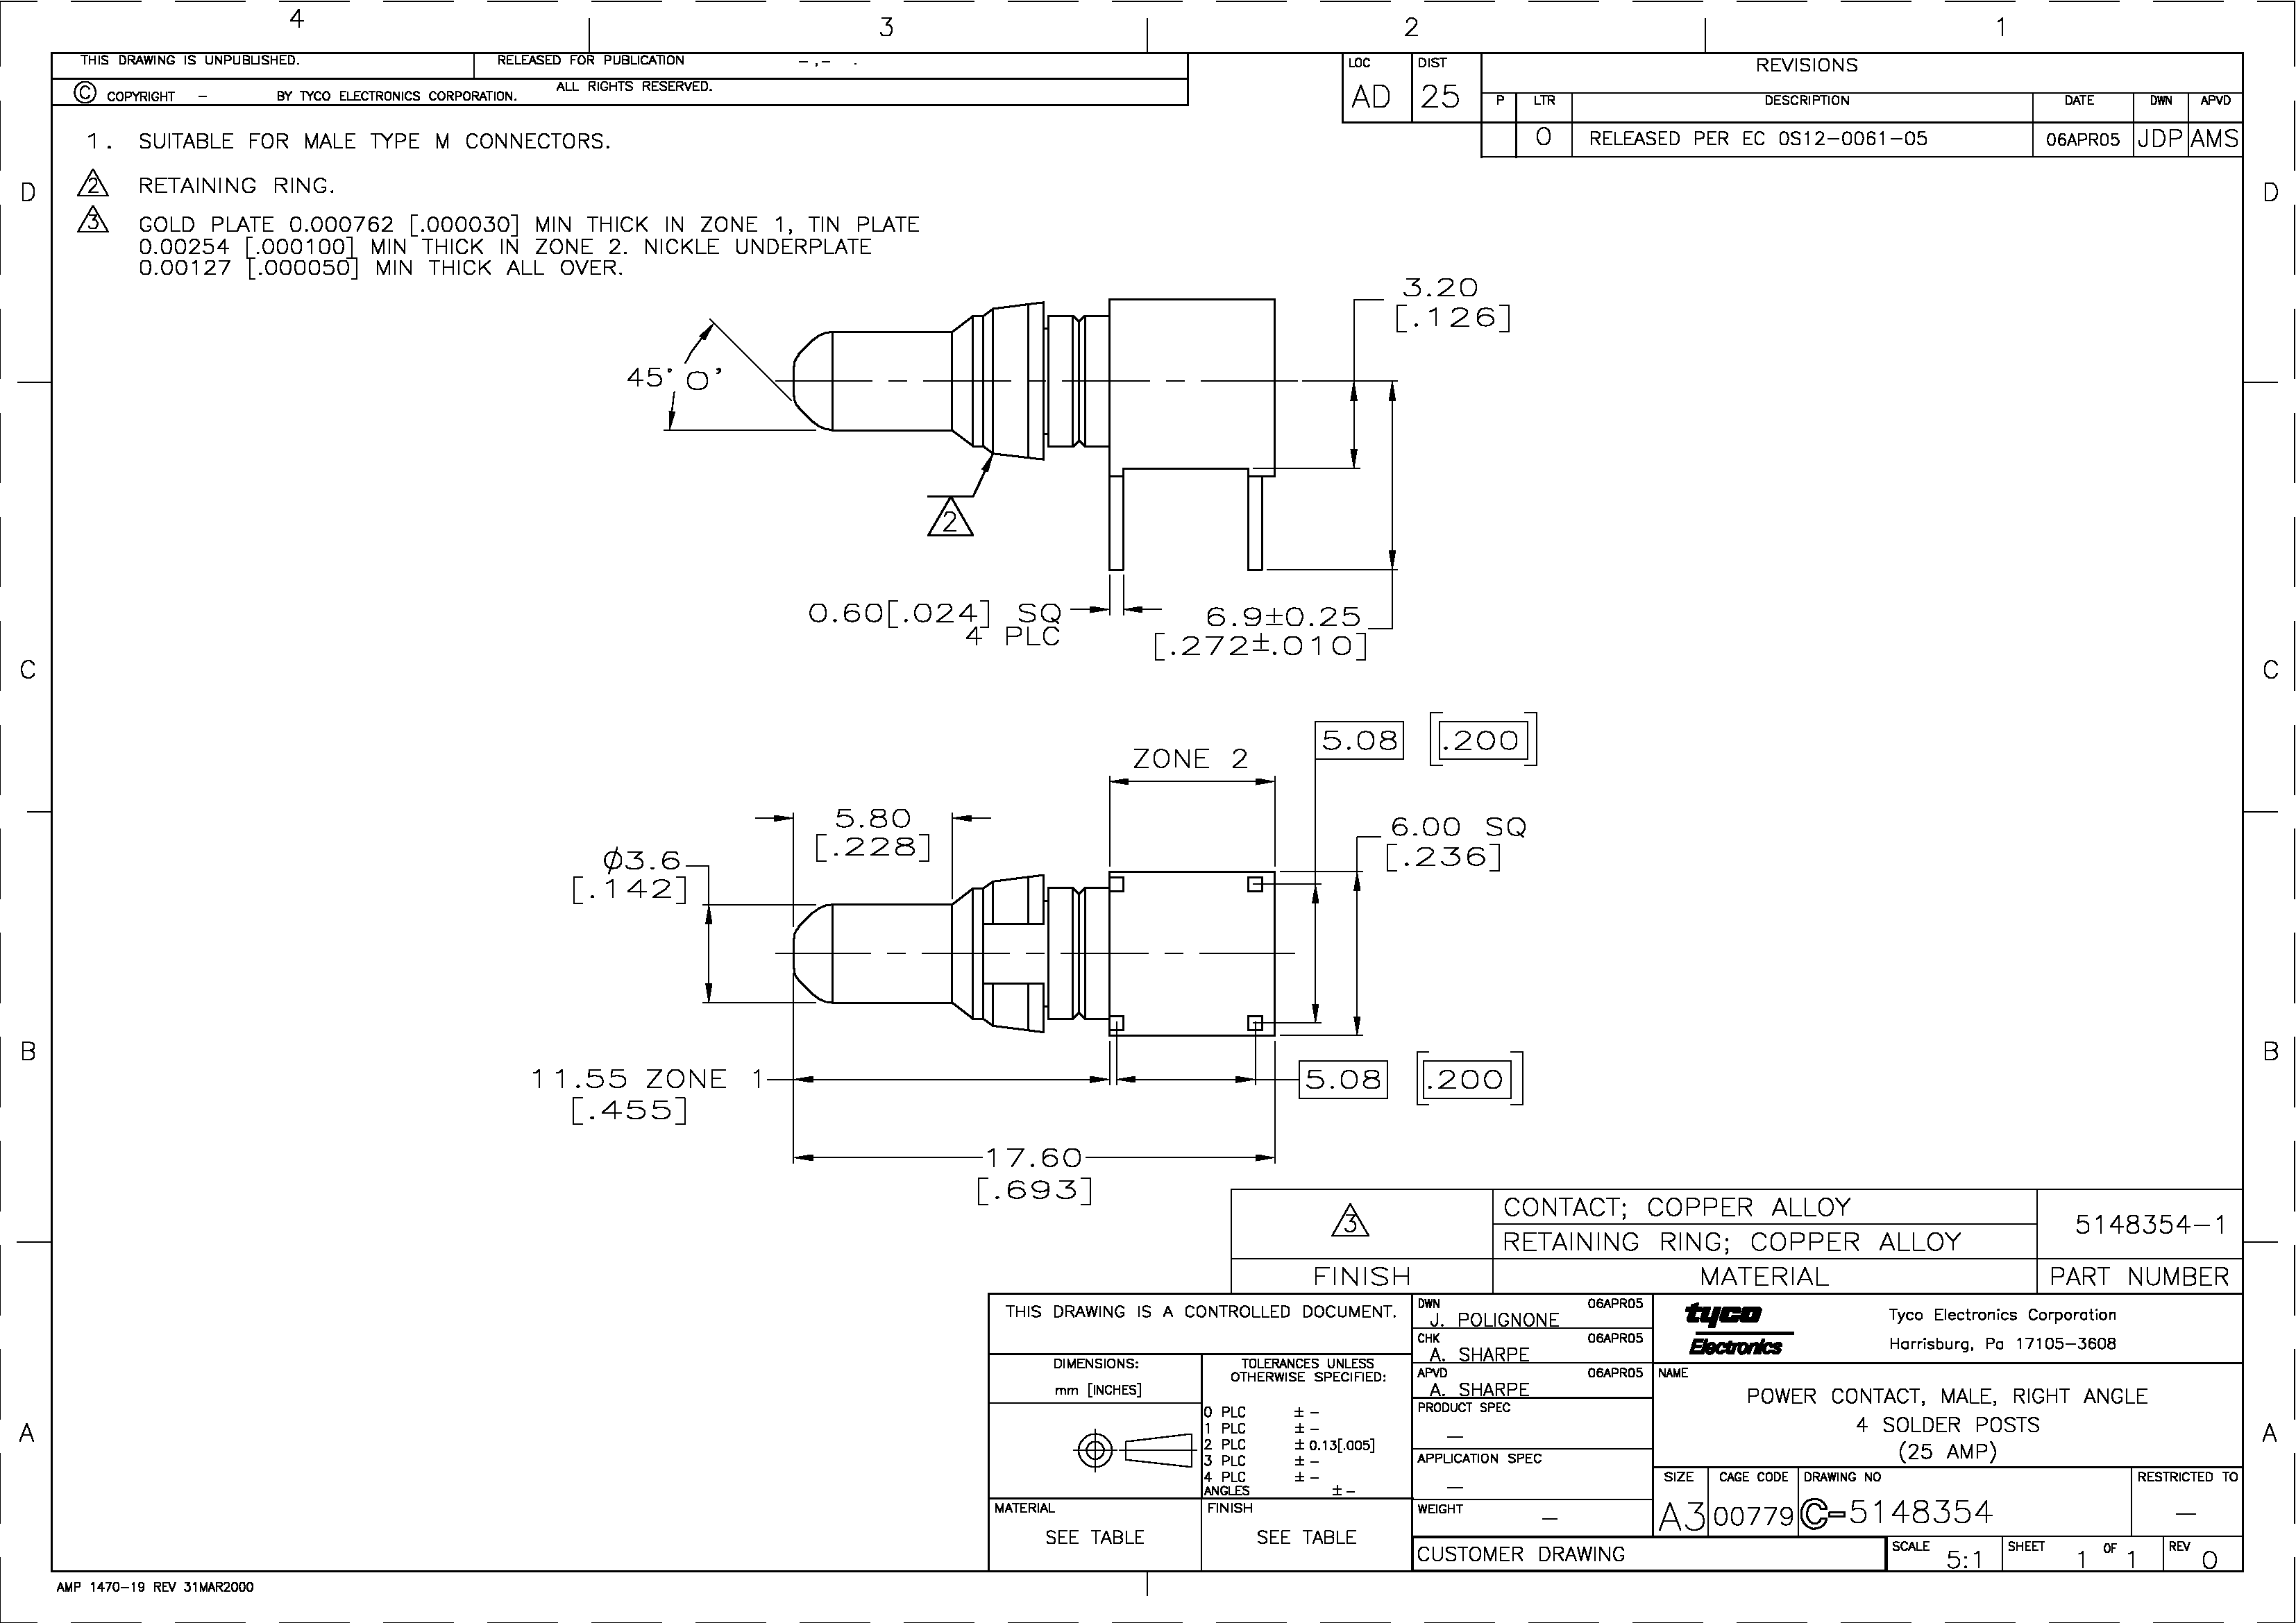 4
3
2
1
THIS DRAWING IS UNPUBLISHED.
RELEASED FOR PUBLICATION
– ,– .
© COPYRIGHT –
BY TYCO ELECTRONICS CORPORATION.
ALL RIGHTS RESERVED.
LOC
AD
DIST
25
REVISIONS
P LTR DESCRIPTION DATE DWN APVD
O RELEASED PER EC 0S12-0061-05 06APR05 JDP AMS
1. SUITABLE FOR MALE TYPE M CONNECTORS.
2 RETAINING RING.
3 GOLD PLATE 0.000762 [.000030] MIN THICK IN ZONE 1, TIN PLATE
0.00254 [.000100] MIN THICK IN ZONE 2. NICKLE UNDERPLATE
0.00127 [.000050] MIN THICK ALL OVER.
D
D
3.20
[.126]
45° 0'
2
0.60[.024] SQ
4 PLC
6.9±0.25
[.272±.010]
C
C
5.08 [.200]
ZONE 2
5.80
[.228]
6.00 SQ
[.236]
Ø3.6
[.142]
B
B
11.55 ZONE 1
[.455]
5.08 [.200]
17.60
[.693]
3
CONTACT; COPPER ALLOY
RETAINING RING; COPPER ALLOY
5148354-1
FINISH MATERIAL PART NUMBER
THIS DRAWING IS A CONTROLLED DOCUMENT.
DIMENSIONS:
mm [INCHES]
TOLERANCES UNLESS
OTHERWISE SPECIFIED:
0 PLC ± –
1 PLC ± –
2 PLC ± 0.13[.005]
3 PLC ± –
4 PLC ± –
ANGLES ± –
MATERIAL
SEE TABLE
FINISH
SEE TABLE
DWN 06APR05
J. POLIGNONE
CHK 06APR05
A. SHARPE
APVD 06APR05
A. SHARPE
PRODUCT SPEC
–
APPLICATION SPEC
–
WEIGHT –
CUSTOMER DRAWING
tyco
Electronics
Tyco Electronics Corporation
Harrisburg, Pa 17105-3608
NAME
POWER CONTACT, MALE, RIGHT ANGLE
4 SOLDER POSTS
(25 AMP)
SIZE
A3
CAGE CODE
00779
DRAWING NO
C-5148354
RESTRICTED TO
–
SCALE 5:1
SHEET 1 OF 1
REV O
A
A
AMP 1470-19 REV 31MAR2000